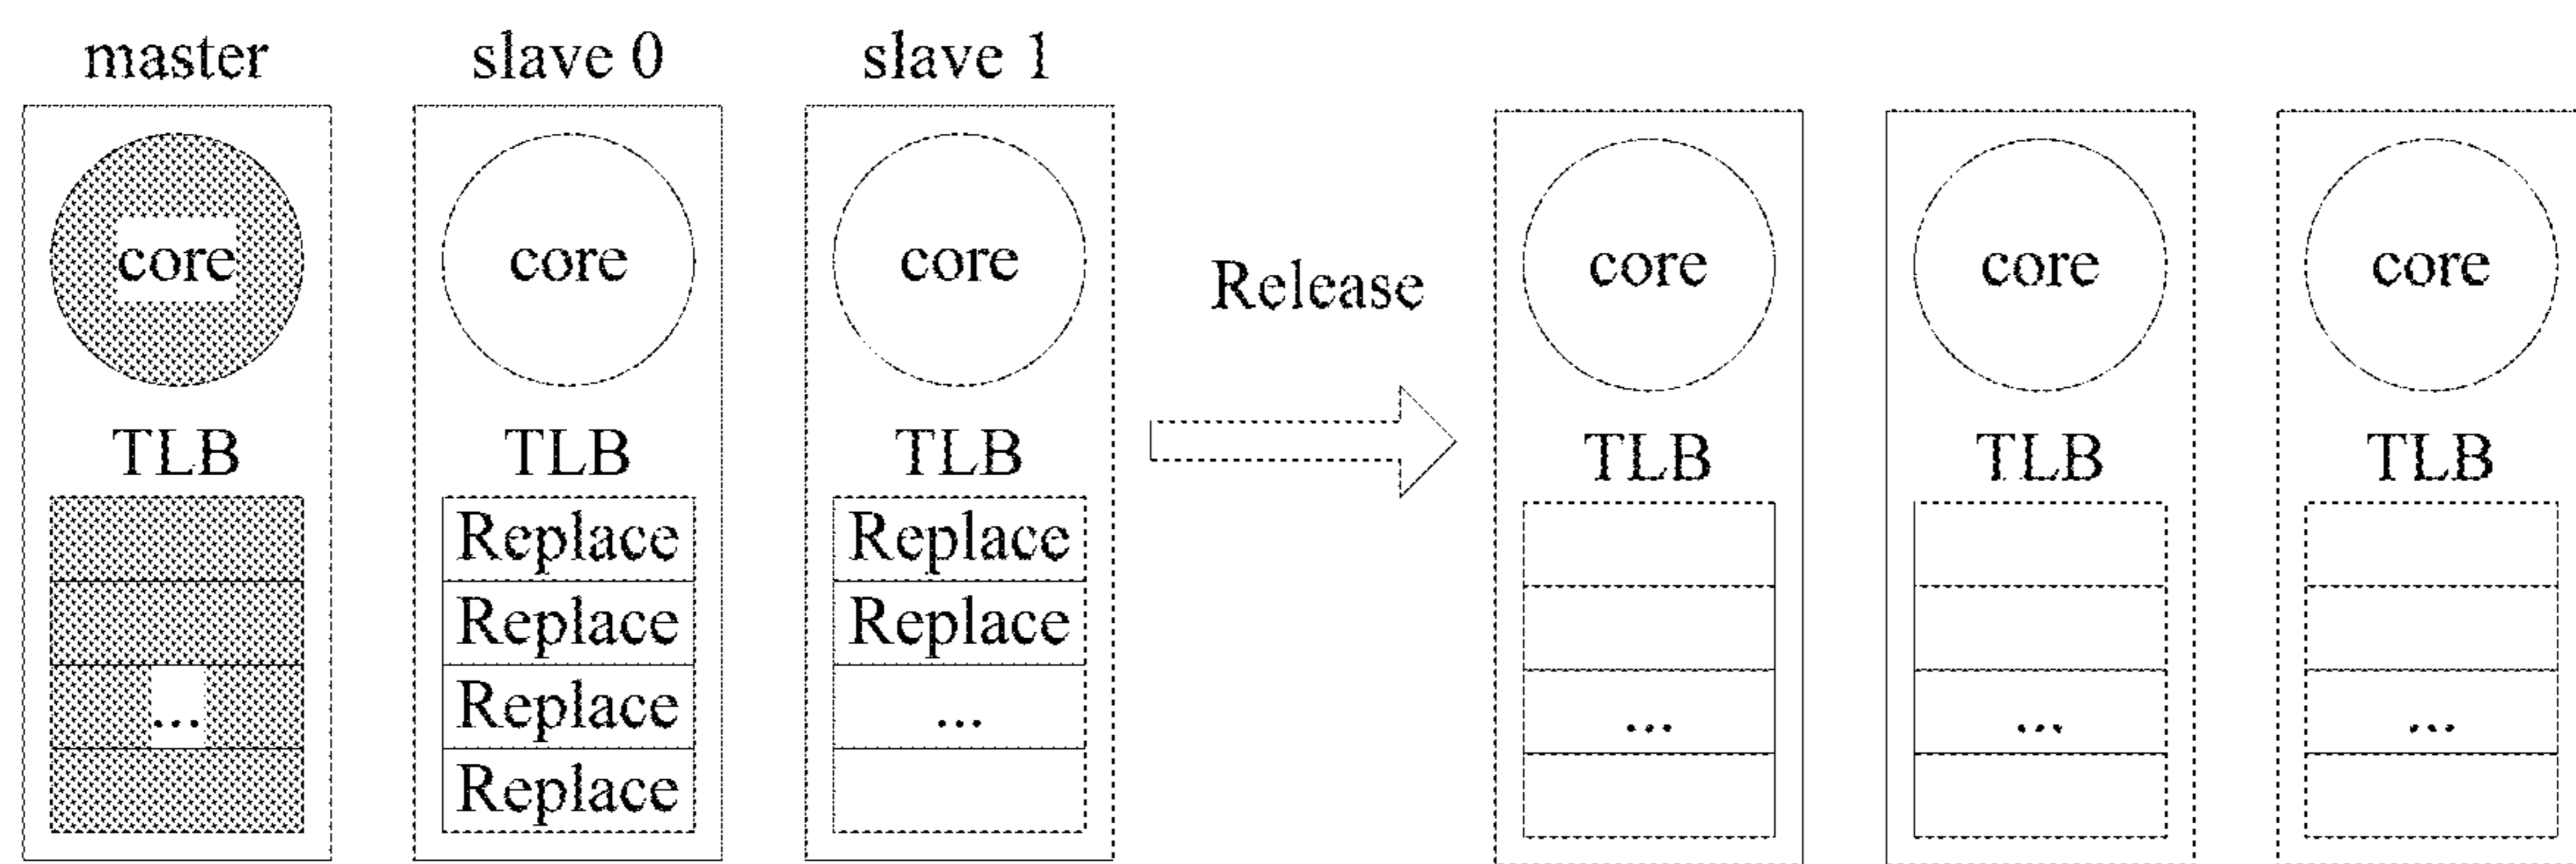 master slave 0 slave 1
core core core Release core core core
TLB TLB TLB TLB TLB TLB
Replace Replace
Replace Replace
... Replace ... ... ... ...
Replace